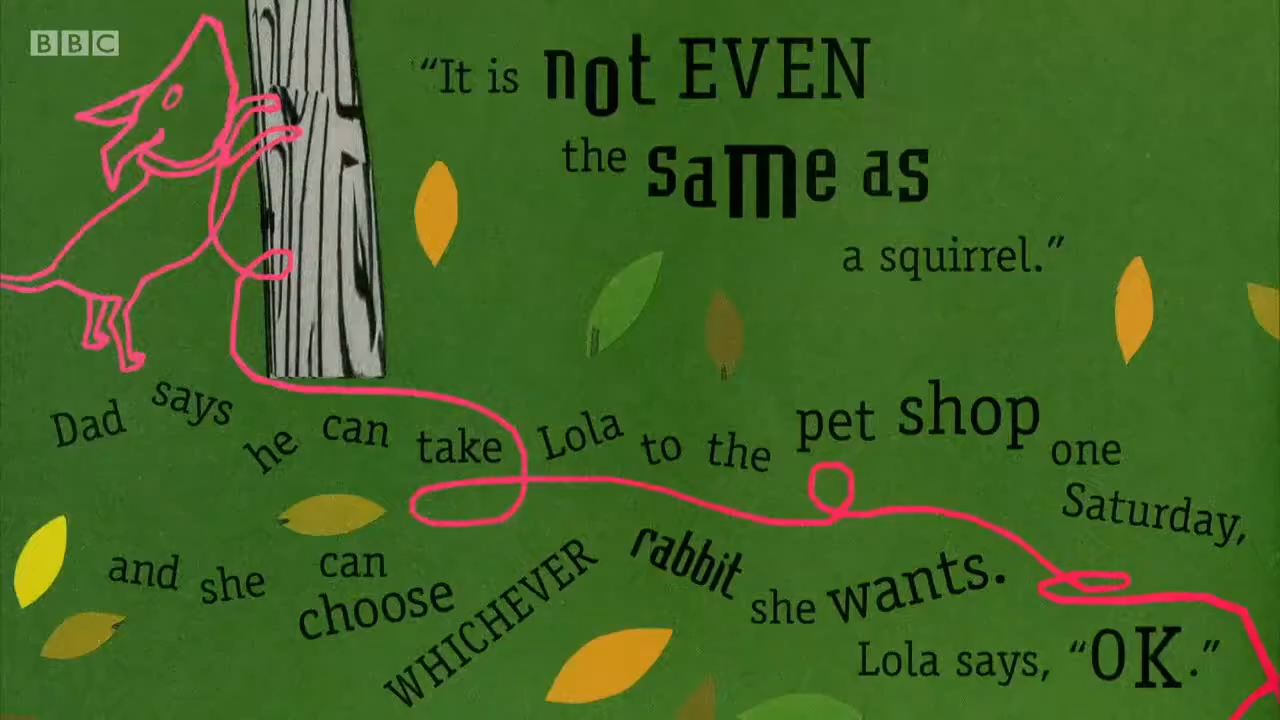 BBC
“It is not EVEN
the same as
a squirrel.”
Dad says he can take Lola to the pet shop one
Saturday,
and she can choose WHICHEVER rabbit she wants.
Lola says, “OK.”